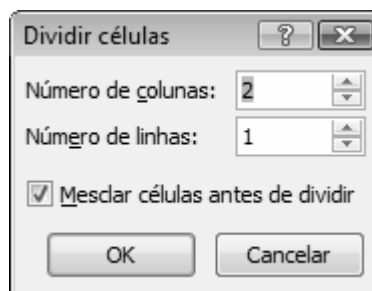 Dividir células
Número de colunas: 2
Número de linhas: 1
Mesclar células antes de dividir
OK Cancelar